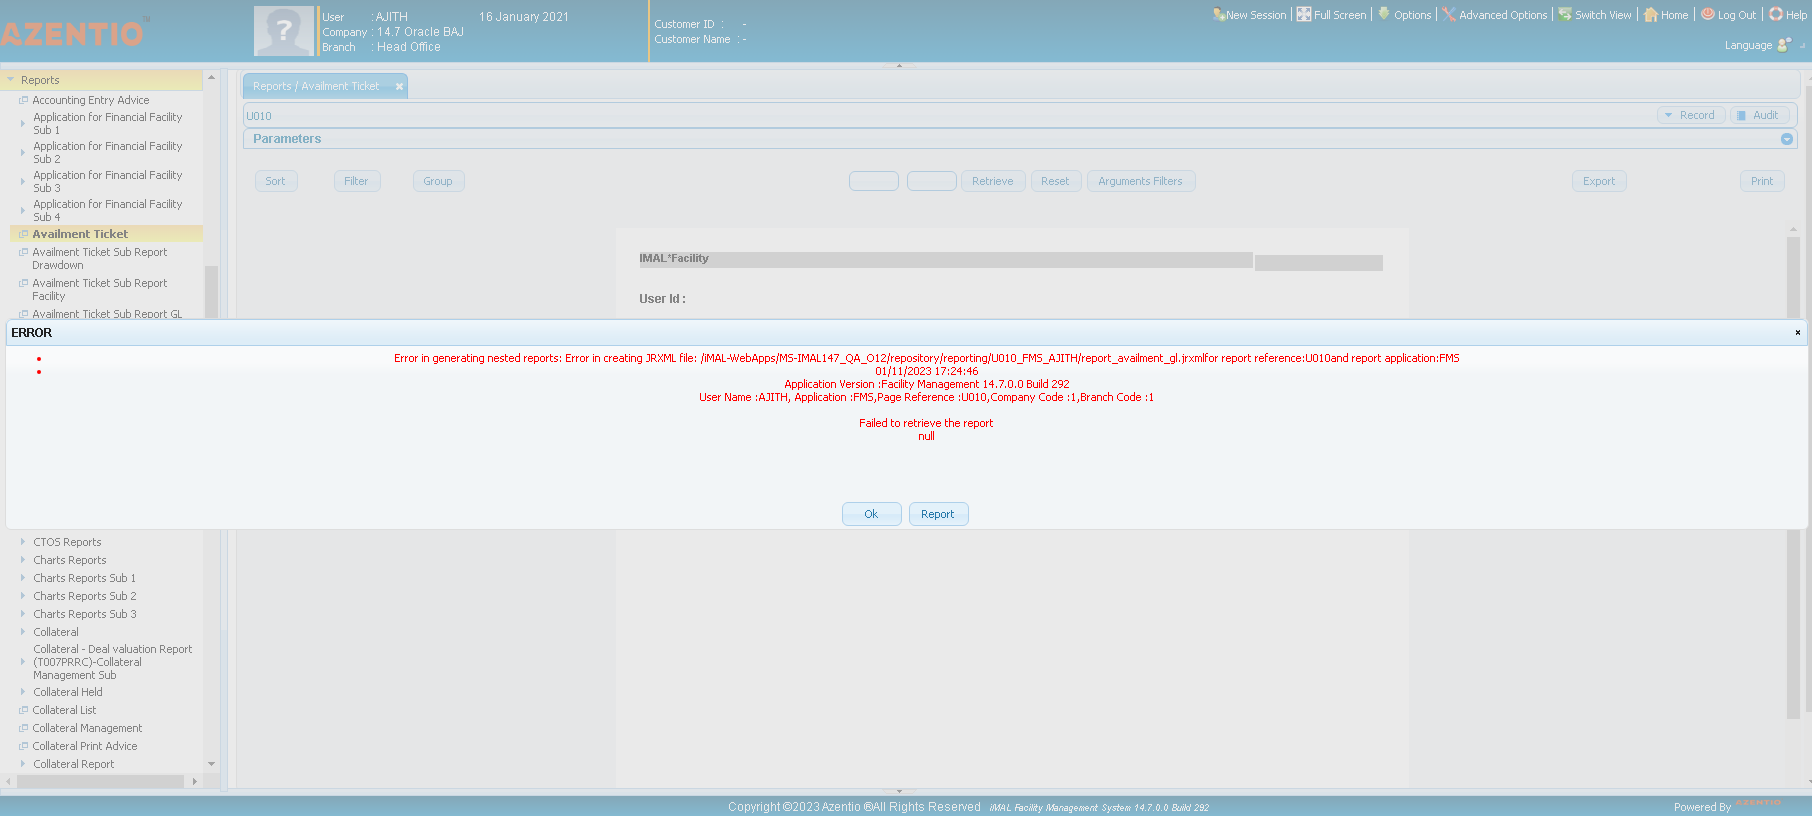 AZENTIO™
User : AJITH 16 January 2021
Company : 14.7 Oracle BAJ
Branch : Head Office
Customer ID : -
Customer Name : -
New Session Full Screen Options Advanced Options Switch View Home Log Out Help
Language
Reports
Accounting Entry Advice
Application for Financial Facility
Sub 1
Application for Financial Facility
Sub 2
Application for Financial Facility
Sub 3
Application for Financial Facility
Sub 4
Availment Ticket
Availment Ticket Sub Report
Drawdown
Availment Ticket Sub Report
Facility
Availment Ticket Sub Report GL
Reports / Availment Ticket
U010
Record Audit
Parameters
Sort Filter Group Retrieve Reset Arguments Filters Export Print
IMAL*Facility
User Id :
ERROR
Error in generating nested reports: Error in creating JRXML file: /iMAL-WebApps/MS-IMAL147_QA_O12/repository/reporting/U010_FMS_AJITH/report_availment_gl.jrxmlfor report reference:U010and report application:FMS
01/11/2023 17:24:46
Application Version :Facility Management 14.7.0.0 Build 292
User Name :AJITH, Application :FMS,Page Reference :U010,Company Code :1,Branch Code :1
Failed to retrieve the report
null
Ok Report
CTOS Reports
Charts Reports
Charts Reports Sub 1
Charts Reports Sub 2
Charts Reports Sub 3
Collateral
Collateral - Deal valuation Report
(T007PRRC)-Collateral
Management Sub
Collateral Held
Collateral List
Collateral Management
Collateral Print Advice
Collateral Report
Copyright ©2023 Azentio ®All Rights Reserved iMAL Facility Management System 14.7.0.0 Build 292
Powered By AZENTIO